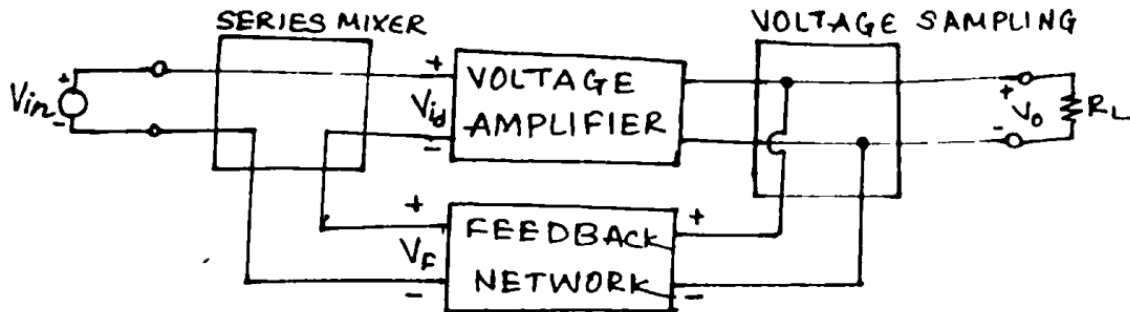 SERIES MIXER
VOLTAGE SAMPLING
Vin
+
-
+
Vid
-
VOLTAGE
AMPLIFIER
+
Vo
-
RL
+
VF
-
FEEDBACK
NETWORK
+
-